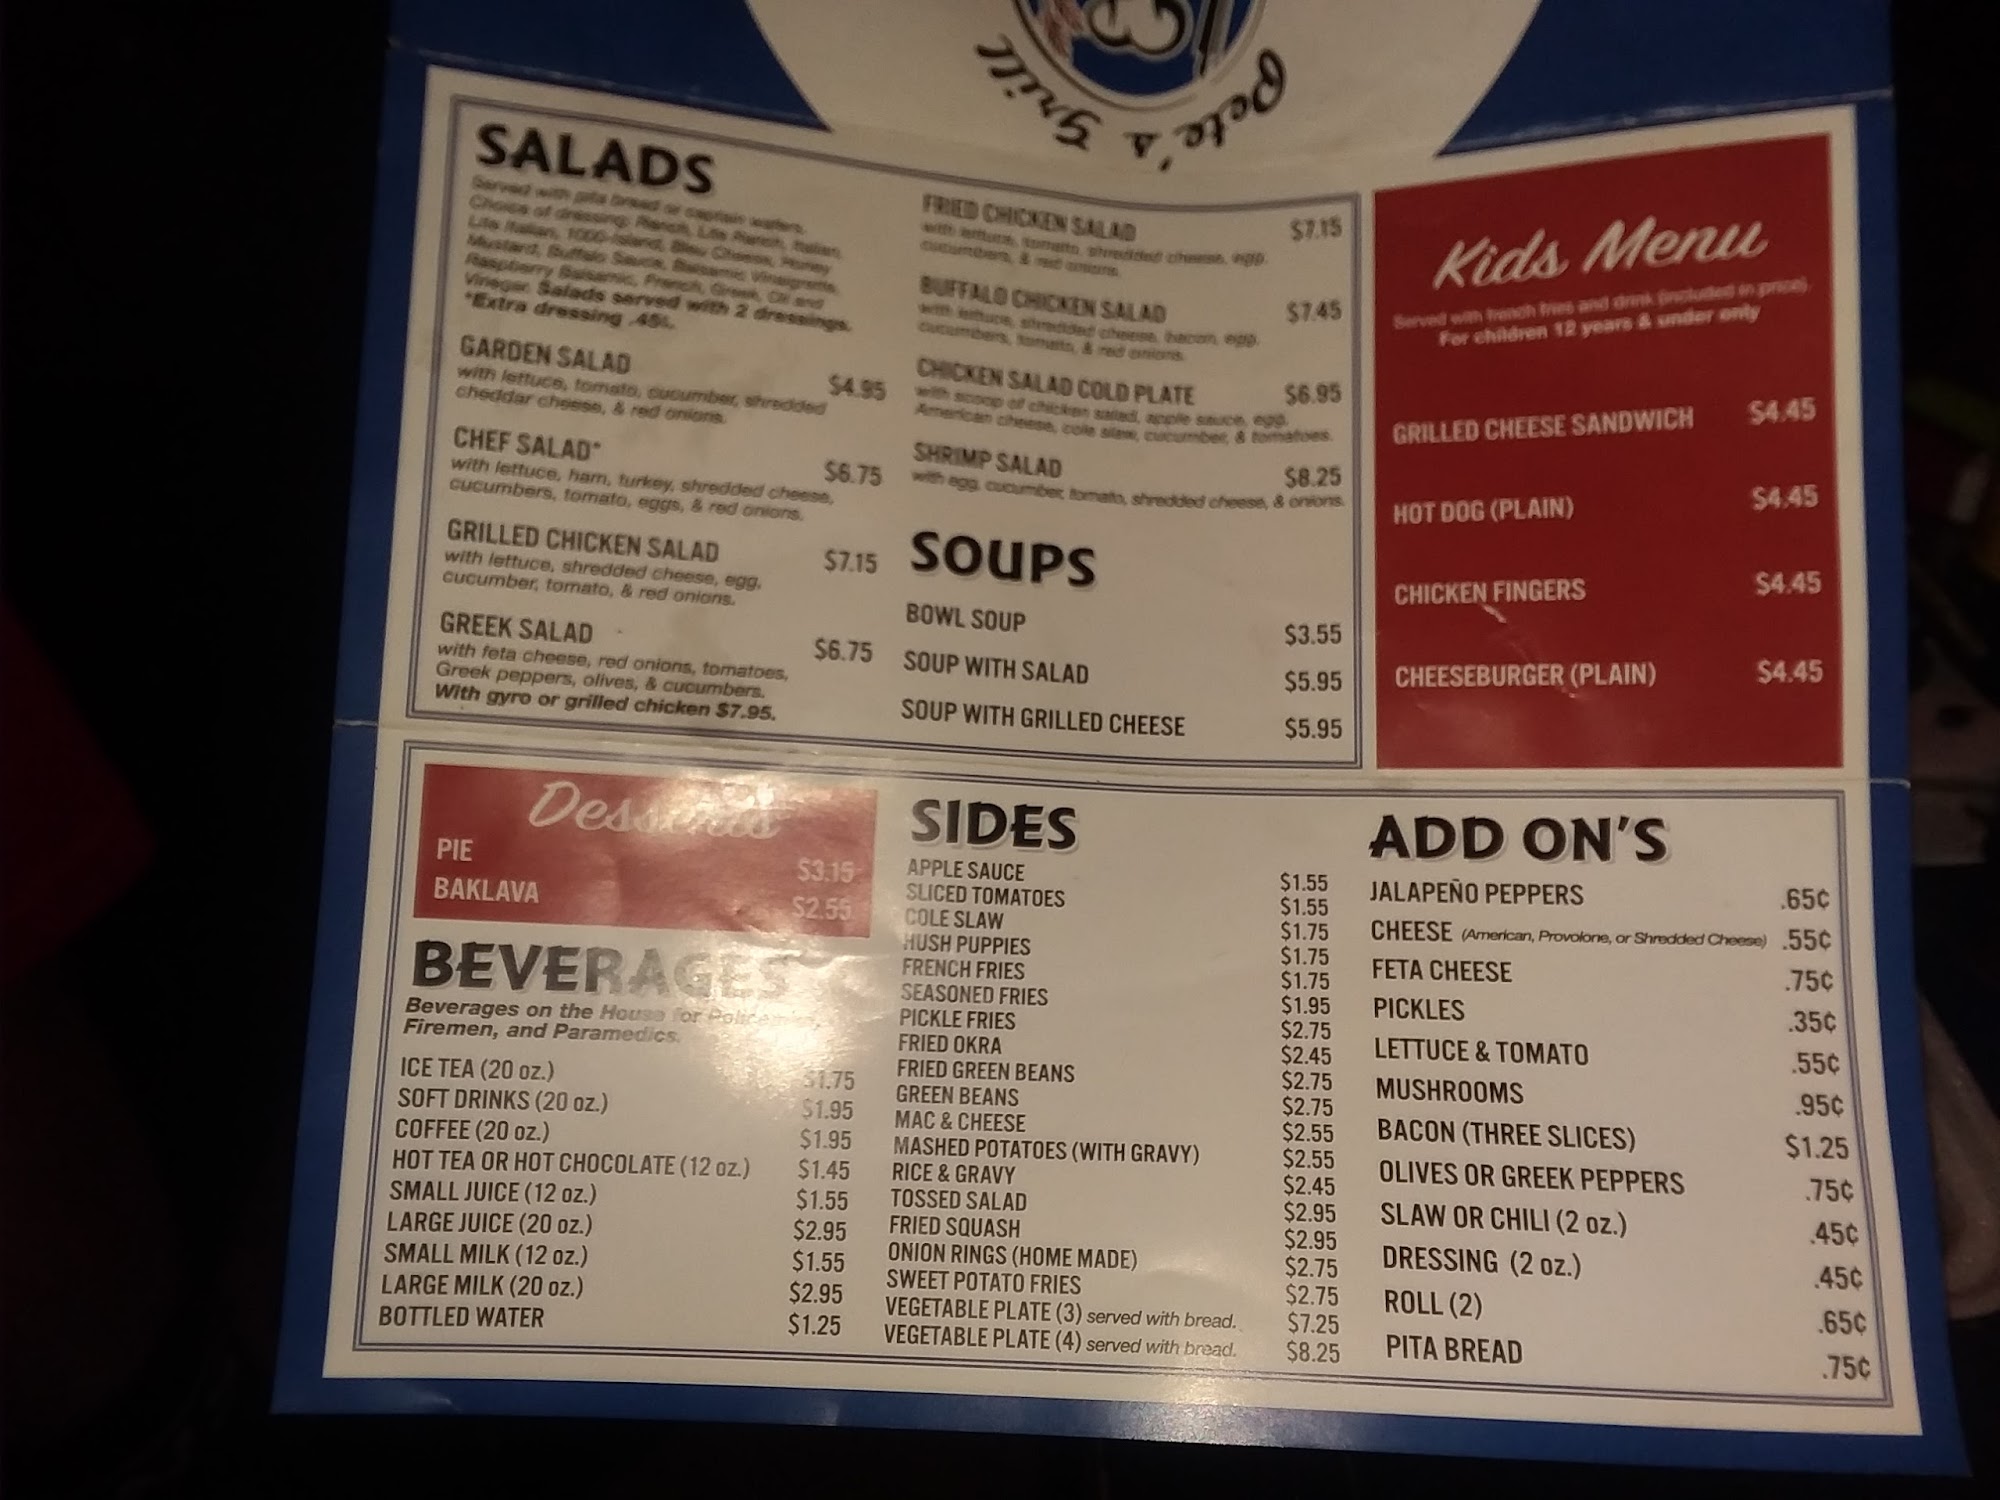 Pete's Grill
SALADS
Served with pita bread or captain wafers.
Choice of dressing: Ranch, Lite Ranch, Italian,
Lite Italian, 1000-Island, Bleu Cheese, Honey
Mustard, Buffalo Sauce, Balsamic Vinaigrette,
Raspberry Balsamic, French, Greek, Oil and
Vinegar. Salads served with 2 dressings.
*Extra dressing .45¢.
GARDEN SALAD $4.95
with lettuce, tomato, cucumber, shredded
cheddar cheese, & red onions.
CHEF SALAD* $6.75
with lettuce, ham, turkey, shredded cheese,
cucumbers, tomato, eggs, & red onions.
GRILLED CHICKEN SALAD $7.15
with lettuce, shredded cheese, egg,
cucumber, tomato, & red onions.
GREEK SALAD $6.75
with feta cheese, red onions, tomatoes,
Greek peppers, olives, & cucumbers.
With gyro or grilled chicken $7.95.
FRIED CHICKEN SALAD $7.15
with lettuce, tomato, shredded cheese, egg,
cucumbers, & red onions.
BUFFALO CHICKEN SALAD $7.45
with lettuce, shredded cheese, bacon, egg,
cucumbers, tomato, & red onions.
CHICKEN SALAD COLD PLATE $6.95
with scoop of chicken salad, apple sauce, egg,
American cheese, cole slaw, cucumber, & tomatoes.
SHRIMP SALAD $8.25
with egg, cucumber, tomato, shredded cheese, & onions.
SOUPS
BOWL SOUP $3.55
SOUP WITH SALAD $5.95
SOUP WITH GRILLED CHEESE $5.95
Kids Menu
Served with french fries and drink (included in price).
For children 12 years & under only
GRILLED CHEESE SANDWICH $4.45
HOT DOG (PLAIN) $4.45
CHICKEN FINGERS $4.45
CHEESEBURGER (PLAIN) $4.45
Desserts
PIE $3.15
BAKLAVA $2.55
BEVERAGES
Beverages on the House for Policemen,
Firemen, and Paramedics.
ICE TEA (20 oz.) $1.75
SOFT DRINKS (20 oz.) $1.95
COFFEE (20 oz.) $1.95
HOT TEA OR HOT CHOCOLATE (12 oz.) $1.45
SMALL JUICE (12 oz.) $1.55
LARGE JUICE (20 oz.) $2.95
SMALL MILK (12 oz.) $1.55
LARGE MILK (20 oz.) $2.95
BOTTLED WATER $1.25
SIDES
APPLE SAUCE $1.55
SLICED TOMATOES $1.55
COLE SLAW $1.75
HUSH PUPPIES $1.75
FRENCH FRIES $1.75
SEASONED FRIES $1.95
PICKLE FRIES $2.75
FRIED OKRA $2.45
FRIED GREEN BEANS $2.75
GREEN BEANS $2.75
MAC & CHEESE $2.55
MASHED POTATOES (WITH GRAVY) $2.55
RICE & GRAVY $2.45
TOSSED SALAD $2.95
FRIED SQUASH $2.95
ONION RINGS (HOME MADE) $2.75
SWEET POTATO FRIES $2.75
VEGETABLE PLATE (3) served with bread. $7.25
VEGETABLE PLATE (4) served with bread. $8.25
ADD ON'S
JALAPEÑO PEPPERS .65¢
CHEESE (American, Provolone, or Shredded Cheese) .55¢
FETA CHEESE .75¢
PICKLES .35¢
LETTUCE & TOMATO .55¢
MUSHROOMS .95¢
BACON (THREE SLICES) $1.25
OLIVES OR GREEK PEPPERS .75¢
SLAW OR CHILI (2 oz.) .45¢
DRESSING (2 oz.) .45¢
ROLL (2) .65¢
PITA BREAD .75¢